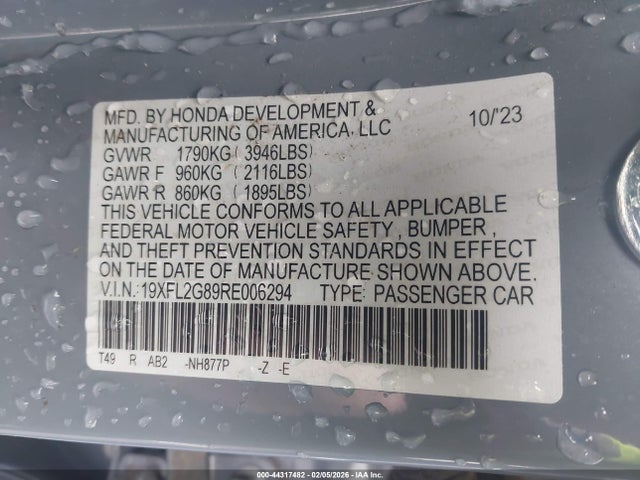 MFD. BY HONDA DEVELOPMENT &
MANUFACTURING OF AMERICA, LLC 10/'23
GVWR 1790KG ( 3946LBS)
GAWR F 960KG ( 2116LBS)
GAWR R 860KG ( 1895LBS)
THIS VEHICLE CONFORMS TO ALL APPLICABLE
FEDERAL MOTOR VEHICLE SAFETY , BUMPER ,
AND THEFT PREVENTION STANDARDS IN EFFECT
ON THE DATE OF MANUFACTURE SHOWN ABOVE.
V.I.N.: 19XFL2G89RE006294 TYPE: PASSENGER CAR
T49 R AB2 -NH877P -Z -E
000-44317482 - 02/05/2026 - IAA Inc.